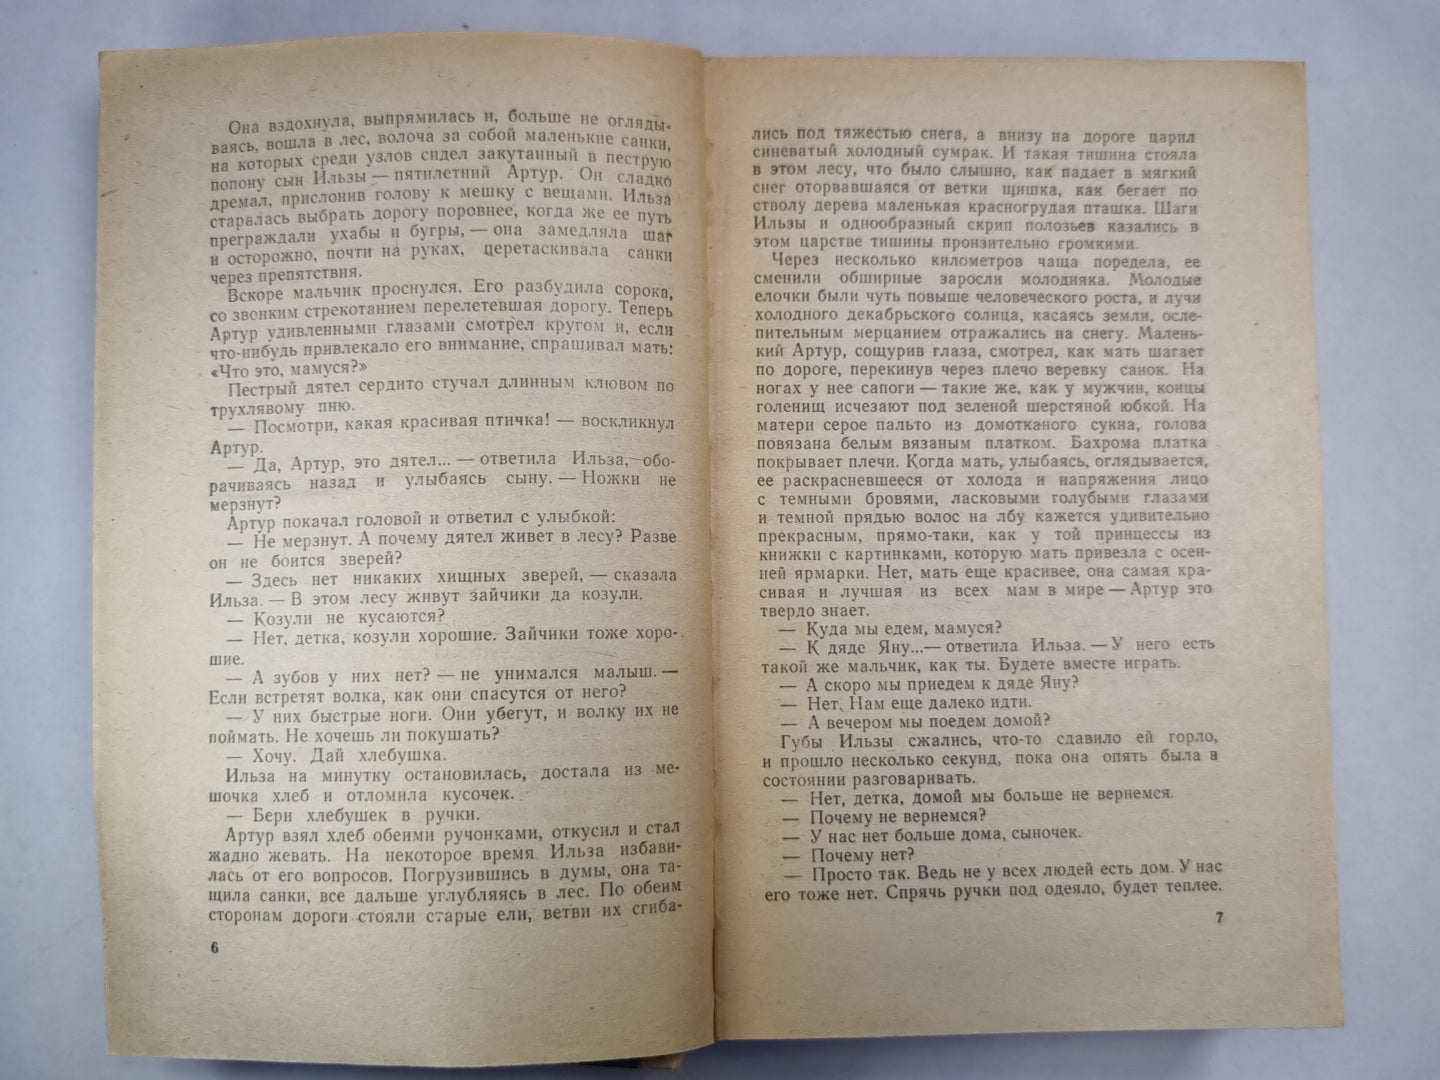 Она вздохнула, выпрямилась и, больше не огляды-
ваясь, вошла в лес, волоча за собой маленькие санки,
на которых среди узлов сидел закутанный в пеструю
попону сын Ильзы — пятилетний Артур. Он сладко
дремал, прислонив голову к мешку с вещами. Ильза
старалась выбрать дорогу поровнее, когда же ее путь
преграждали ухабы и бугры, — она замедляла шаг
и осторожно, почти на руках, перетаскивала санки
через препятствия.
Вскоре мальчик проснулся. Его разбудила сорока,
со звонким стрекотанием перелетевшая дорогу. Теперь
Артур удивленными глазами смотрел кругом и, если
что-нибудь привлекало его внимание, спрашивал мать:
«Что это, мамуся?»
Пестрый дятел сердито стучал длинным клювом по
трухлявому пню.
— Посмотри, какая красивая птичка! — воскликнул
Артур.
— Да, Артур, это дятел... — ответила Ильза, обо-
рачиваясь назад и улыбаясь сыну. — Ножки не
мерзнут?
Артур покачал головой и ответил с улыбкой:
— Не мерзнут. А почему дятел живет в лесу? Разве
он не боится зверей?
— Здесь нет никаких хищных зверей, — сказала
Ильза. — В этом лесу живут зайчики да козули.
— Козули не кусаются?
— Нет, детка, козули хорошие. Зайчики тоже хоро-
шие.
— А зубов у них нет? — не унимался малыш. —
Если встретят волка, как они спасутся от него?
— У них быстрые ноги. Они убегут, и волку их не
поймать. Не хочешь ли покушать?
— Хочу. Дай хлебушка.
Ильза на минутку остановилась, достала из ме-
шочка хлеб и отломила кусочек.
— Бери хлебушек в ручки.
Артур взял хлеб обеими ручонками, откусил и стал
жадно жевать. На некоторое время Ильза избави-
лась от его вопросов. Погрузившись в думы, она та-
щила санки, все дальше углубляясь в лес. По обеим
сторонам дороги стояли старые ели, ветви их сгиба-
6
лись под тяжестью снега, а внизу на дороге царил
синеватый холодный сумрак. И такая тишина стояла
в этом лесу, что было слышно, как падает в мягкий
снег оторвавшаяся от ветки шишка, как бегает по
стволу дерева маленькая красногрудая пташка. Шаги
Ильзы и однообразный скрип полозьев казались в
этом царстве тишины пронзительно громкими.
Через несколько километров чаща поредела, ее
сменили обширные заросли молодняка. Молодые
елочки были чуть повыше человеческого роста, и лучи
холодного декабрьского солнца, касаясь земли, осле-
пительным мерцанием отражались на снегу. Малень-
кий Артур, сощурив глаза, смотрел, как мать шагает
по дороге, перекинув через плечо веревку санок. На
ногах у нее сапоги — такие же, как у мужчин, концы
голенищ исчезают под зеленой шерстяной юбкой. На
матери серое пальто из домотканого сукна, голова
повязана белым вязаным платком. Бахрома платка
покрывает плечи. Когда мать, улыбаясь, оглядывается,
ее раскрасневшееся от холода и напряжения лицо
с темными бровями, ласковыми голубыми глазами
и темной прядью волос на лбу кажется удивительно
прекрасным, прямо-таки, как у той принцессы из
книжки с картинками, которую мать привезла с осен-
ней ярмарки. Нет, мать еще красивее, она самая кра-
сивая и лучшая из всех мам в мире — Артур это
твердо знает.
— Куда мы едем, мамуся?
— К дяде Яну...— ответила Ильза. — У него есть
такой же мальчик, как ты. Будете вместе играть.
— А скоро мы приедем к дяде Яну?
— Нет. Нам еще далеко идти.
— А вечером мы поедем домой?
Губы Ильзы сжались, что-то сдавило ей горло,
и прошло несколько секунд, пока она опять была в
состоянии разговаривать.
— Нет, детка, домой мы больше не вернемся.
— Почему не вернемся?
— У нас нет больше дома, сыночек.
— Почему нет?
— Просто так. Ведь не у всех людей есть дом. У нас
его тоже нет. Спрячь ручки под одеяло, будет теплее.
7